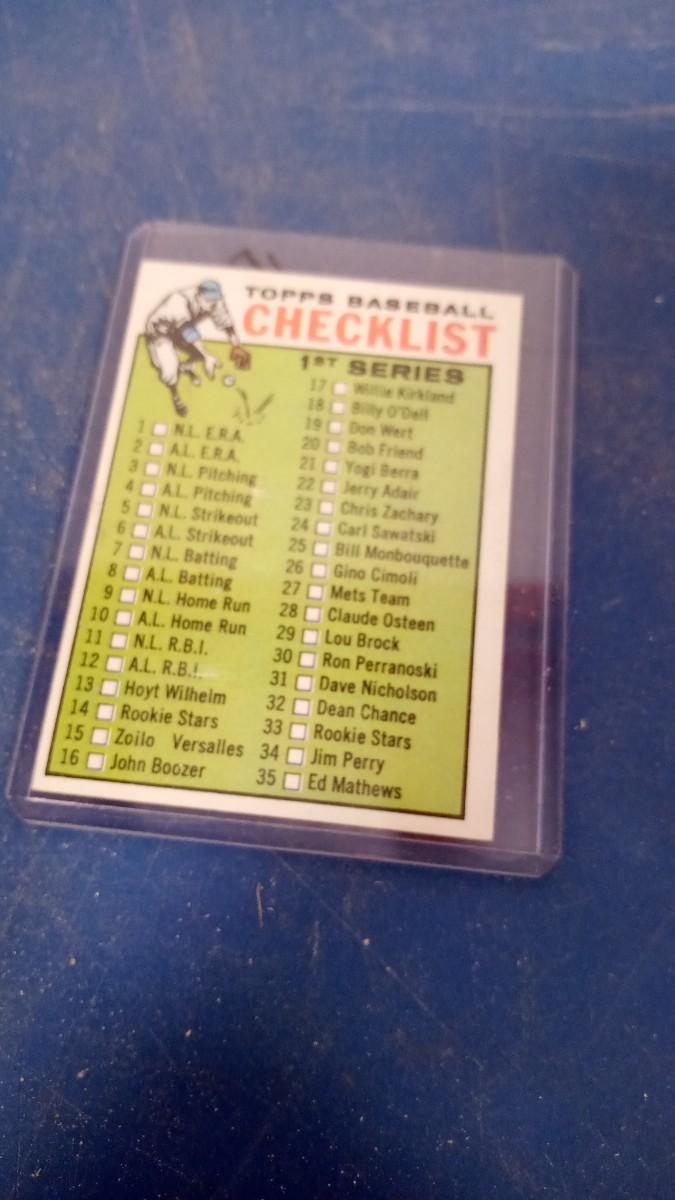 TOPPS BASEBALL
CHECKLIST
1ST SERIES
1 N.L. E.R.A.
2 A.L. E.R.A.
3 N.L. Pitching
4 A.L. Pitching
5 N.L. Strikeout
6 A.L. Strikeout
7 N.L. Batting
8 A.L. Batting
9 N.L. Home Run
10 A.L. Home Run
11 N.L. R.B.I.
12 A.L. R.B.I.
13 Hoyt Wilhelm
14 Rookie Stars
15 Zoilo Versalles
16 John Boozer
17 Willie Kirkland
18 Billy O'Dell
19 Don Wert
20 Bob Friend
21 Yogi Berra
22 Jerry Adair
23 Chris Zachary
24 Carl Sawatski
25 Bill Monbouquette
26 Gino Cimoli
27 Mets Team
28 Claude Osteen
29 Lou Brock
30 Ron Perranoski
31 Dave Nicholson
32 Dean Chance
33 Rookie Stars
34 Jim Perry
35 Ed Mathews